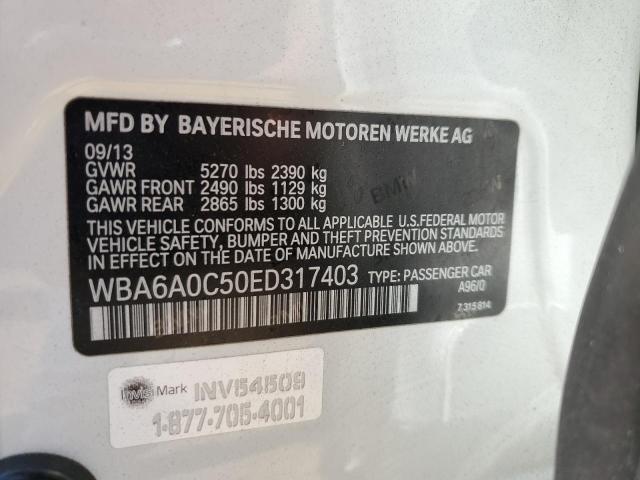 MFD BY BAYERISCHE MOTOREN WERKE AG
09/13
GVWR 5270 lbs 2390 kg
GAWR FRONT 2490 lbs 1129 kg
GAWR REAR 2865 lbs 1300 kg
THIS VEHICLE CONFORMS TO ALL APPLICABLE U.S.FEDERAL MOTOR
VEHICLE SAFETY, BUMPER AND THEFT PREVENTION STANDARDS
IN EFFECT ON THE DATE OF MANUFACTURE SHOWN ABOVE.
WBA6A0C50ED317403 TYPE: PASSENGER CAR
A96/0
7 315 814
InvisMark INV54509
1-877-705-4001